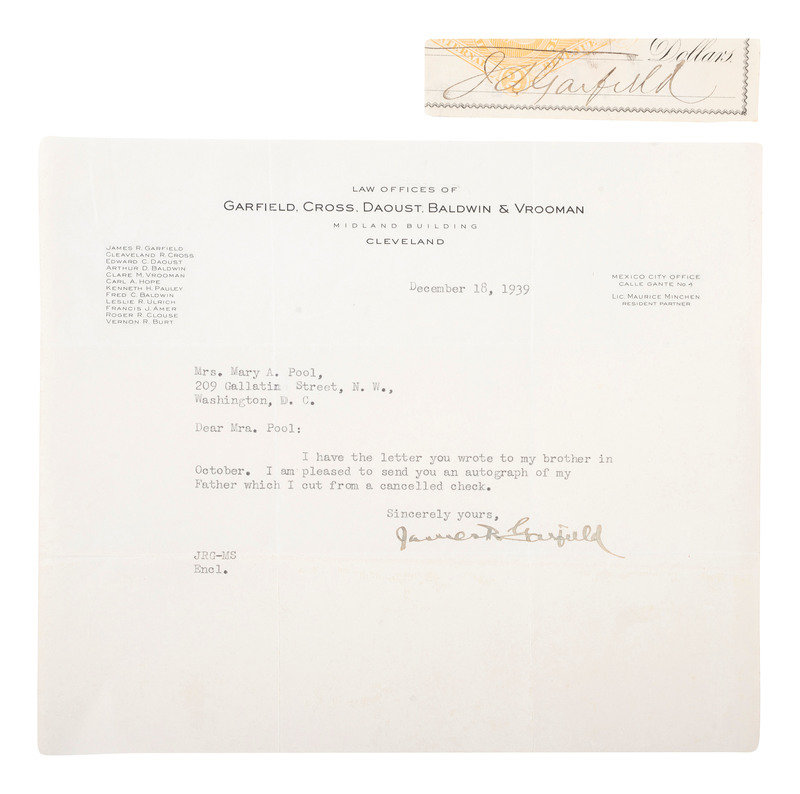 Dollars.
J A Garfield
LAW OFFICES OF
GARFIELD, CROSS, DAOUST, BALDWIN & VROOMAN
MIDLAND BUILDING
CLEVELAND
JAMES R. GARFIELD
CLEAVELAND R. CROSS
EDWARD C. DAOUST
ARTHUR D. BALDWIN
CLARE M. VROOMAN
CARL A. HOPE
KENNETH H. PAULEY
FRED C. BALDWIN
LESLIE R. ULRICH
FRANCIS J. AMER
ROGER R. CLOUSE
VERNON R. BURT
MEXICO CITY OFFICE
CALLE GANTE No 4
LIC. MAURICE MINCHEN
RESIDENT PARTNER
December 18, 1939
Mrs. Mary A. Pool,
209 Gallatin Street, N. W.,
Washington, D. C.
Dear Mra. Pool:
I have the letter you wrote to my brother in
October. I am pleased to send you an autograph of my
Father which I cut from a cancelled check.
Sincerely yours,
James R. Garfield
JRG-MS
Encl.